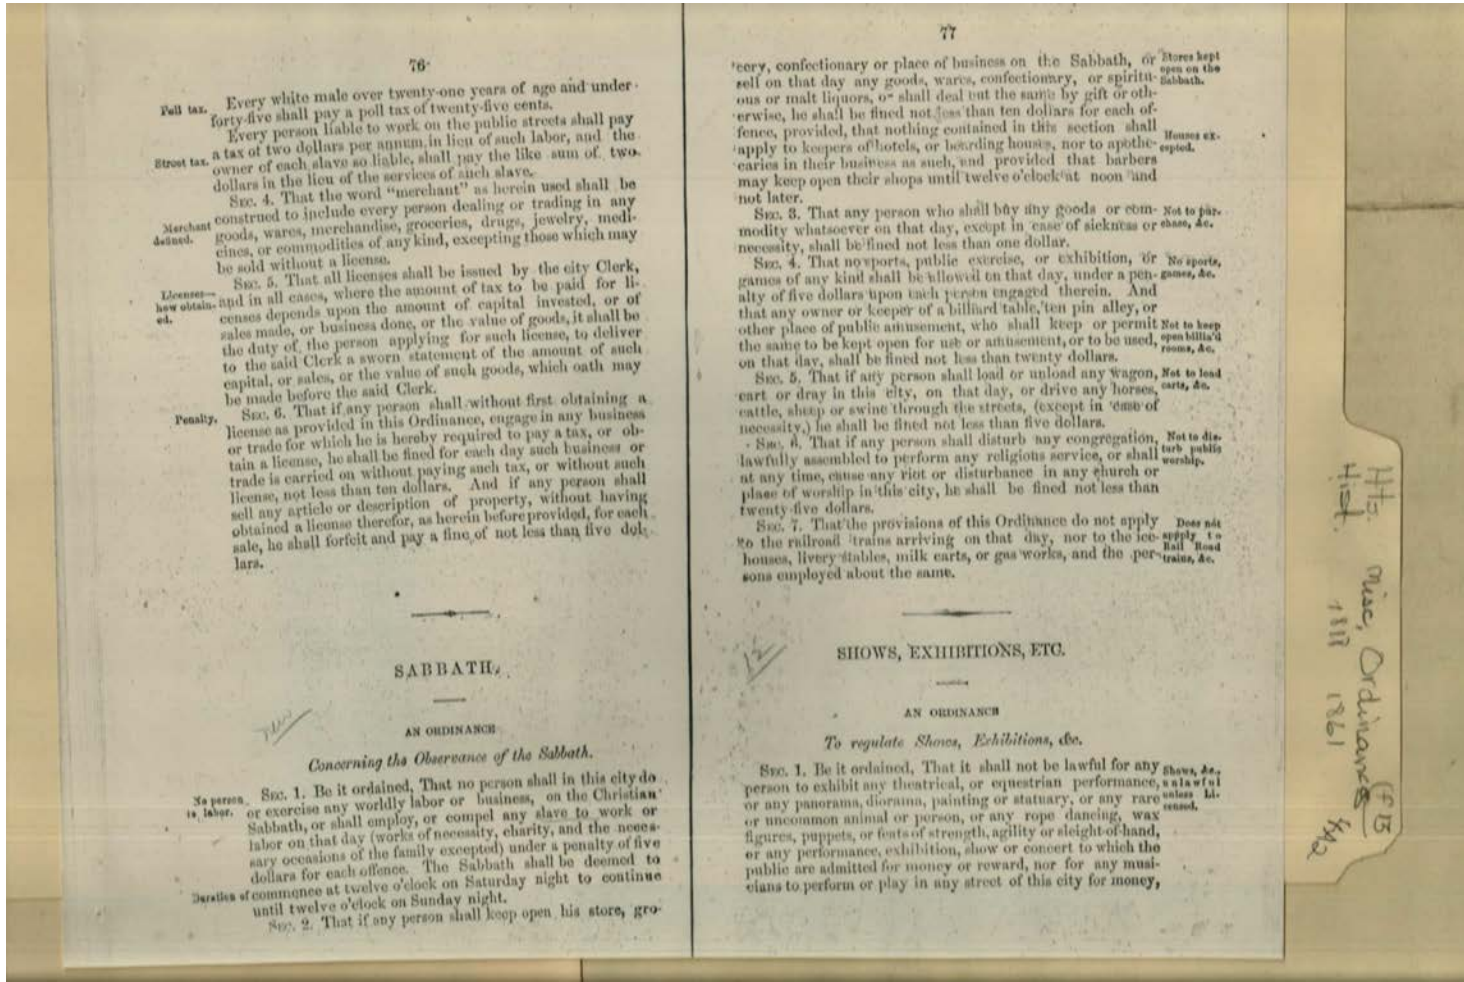 76
Poll tax.
Every white male over twenty-one years of age and under
forty-five shall pay a poll tax of twenty-five cents.
Every person liable to work on the public streets shall pay
Street tax.
a tax of two dollars per annum in lieu of such labor, and the
owner of each slave so liable, shall pay the like sum of two
dollars in the lieu of the services of such slave.
SEC. 4. That the word "merchant" as herein used shall be
Merchant
defined.
construed to include every person dealing or trading in any
goods, wares, merchandise, groceries, drugs, jewelry, medi-
cines, or commodities of any kind, excepting those which may
be sold without a license.
SEC. 5. That all licenses shall be issued by the city Clerk,
Licenses—
how obtain-
ed.
and in all cases, where the amount of tax to be paid for li-
censes depends upon the amount of capital invested, or of
sales made, or business done, or the value of goods, it shall be
the duty of the person applying for such license, to deliver
to the said Clerk a sworn statement of the amount of such
capital, or sales, or the value of such goods, which oath may
be made before the said Clerk.
Penalty.
SEC. 6. That if any person shall without first obtaining a
license as provided in this Ordinance, engage in any business
or trade for which he is hereby required to pay a tax, or ob-
tain a license, he shall be fined for each day such business or
trade is carried on without paying such tax, or without such
license, not less than ten dollars. And if any person shall
sell any article or description of property, without having
obtained a license therefor, as herein before provided, for each
sale, he shall forfeit and pay a fine of not less than five dol-
lars.
SABBATH.
new
AN ORDINANCE
Concerning the Observance of the Sabbath.
No person
to labor.
SEC. 1. Be it ordained, That no person shall in this city do
or exercise any worldly labor or business, on the Christian
Sabbath, or shall employ, or compel any slave to work or
labor on that day (works of necessity, charity, and the neces-
sary occasions of the family excepted) under a penalty of five
dollars for each offence. The Sabbath shall be deemed to
Duration of
commence at twelve o'clock on Saturday night to continue
until twelve o'clock on Sunday night.
SEC. 2. That if any person shall keep open his store, gro-
77
cery, confectionary or place of business on the Sabbath, or
sell on that day any goods, wares, confectionary, or spiritu-
ous or malt liquors, or shall deal out the same by gift or oth-
erwise, he shall be fined not less than ten dollars for each of-
fence, provided, that nothing contained in this section shall
apply to keepers of hotels, or boarding houses, nor to apothe-
caries in their business as such, and provided that barbers
may keep open their shops until twelve o'clock at noon and
not later.
Stores kept
open on the
Sabbath.
Houses ex-
cepted.
SEC. 3. That any person who shall buy any goods or com-
modity whatsoever on that day, except in case of sickness or
necessity, shall be fined not less than one dollar.
Not to pur-
chase, &c.
SEC. 4. That no sports, public exercise, or exhibition, or
games of any kind shall be allowed on that day, under a pen-
alty of five dollars upon each person engaged therein. And
that any owner or keeper of a billiard table, ten pin alley, or
other place of public amusement, who shall keep or permit
the same to be kept open for use or amusement, or to be used,
on that day, shall be fined not less than twenty dollars.
No sports,
games, &c.
Not to keep
open billia'd
rooms, &c.
SEC. 5. That if any person shall load or unload any wagon,
cart or dray in this city, on that day, or drive any horses,
cattle, sheep or swine through the streets, (except in case of
necessity,) he shall be fined not less than five dollars.
Not to load
carts, &c.
SEC. 6. That if any person shall disturb any congregation,
lawfully assembled to perform any religious service, or shall
at any time, cause any riot or disturbance in any church or
place of worship in this city, he shall be fined not less than
twenty-five dollars.
Not to dis-
turb public
worship.
SEC. 7. That the provisions of this Ordinance do not apply
to the railroad trains arriving on that day, nor to the ice-
houses, livery stables, milk carts, or gas works, and the per-
sons employed about the same.
Does not
apply to
Rail Road
trains, &c.
12
SHOWS, EXHIBITIONS, ETC.
AN ORDINANCE
To regulate Shows, Exhibitions, &c.
SEC. 1. Be it ordained, That it shall not be lawful for any
person to exhibit any theatrical, or equestrian performance,
or any panorama, diorama, painting or statuary, or any rare
or uncommon animal or person, or any rope dancing, wax
figures, puppets, or feats of strength, agility or sleight-of-hand,
or any performance, exhibition, show or concert to which the
public are admitted for money or reward, nor for any musi-
cians to perform or play in any street of this city for money,
Shows, &c.,
unlawful
unless Li-
censed.
Hist. Misc, Ordinances
1818 1861